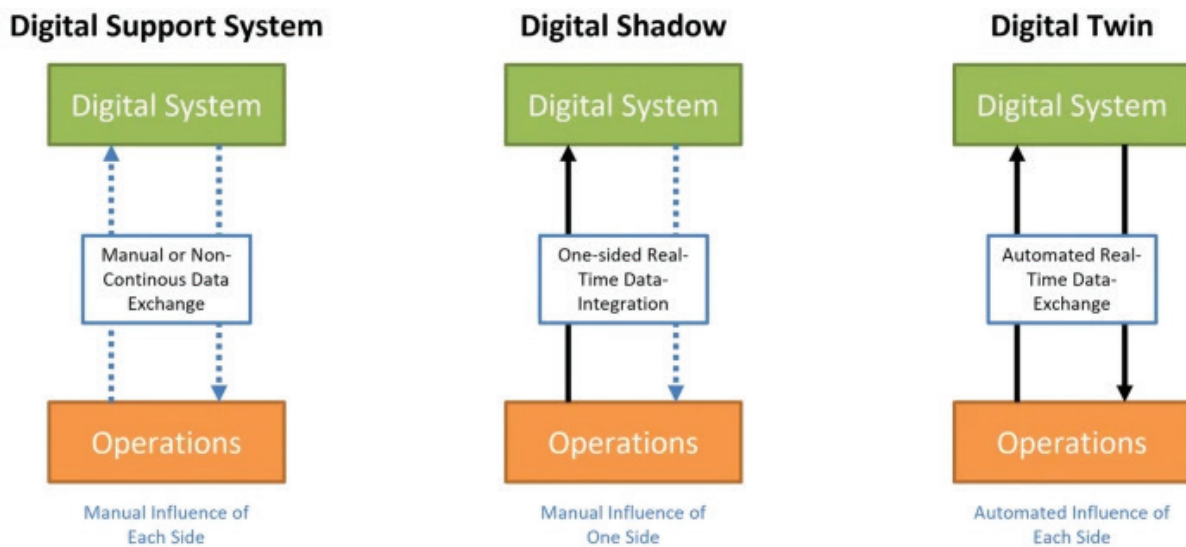 Digital Support System
Digital System
Manual or Non-
Continous Data
Exchange
Operations
Manual Influence of
Each Side
Digital Shadow
Digital System
One-sided Real-
Time Data-
Integration
Operations
Manual Influence of
One Side
Digital Twin
Digital System
Automated Real-
Time Data-
Exchange
Operations
Automated Influence of
Each Side